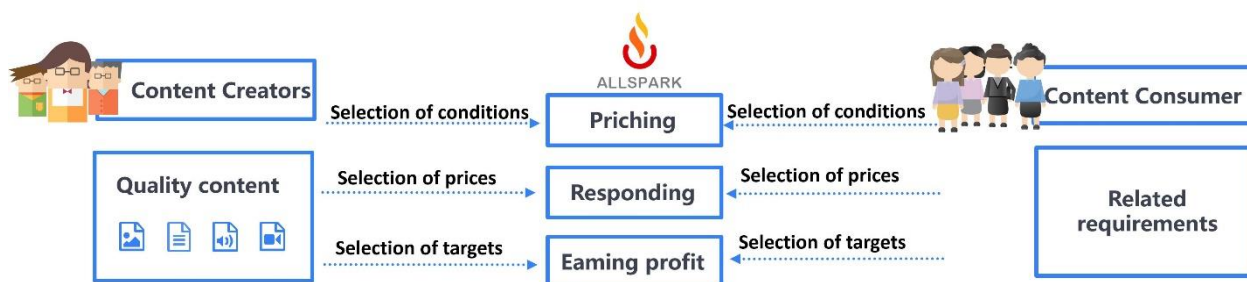 ALLSPARK
Content Creators
Content Consumer
Selection of conditions
Priching
Selection of conditions
Quality content
Selection of prices
Responding
Selection of prices
Related
requirements
Selection of targets
Eaming profit
Selection of targets